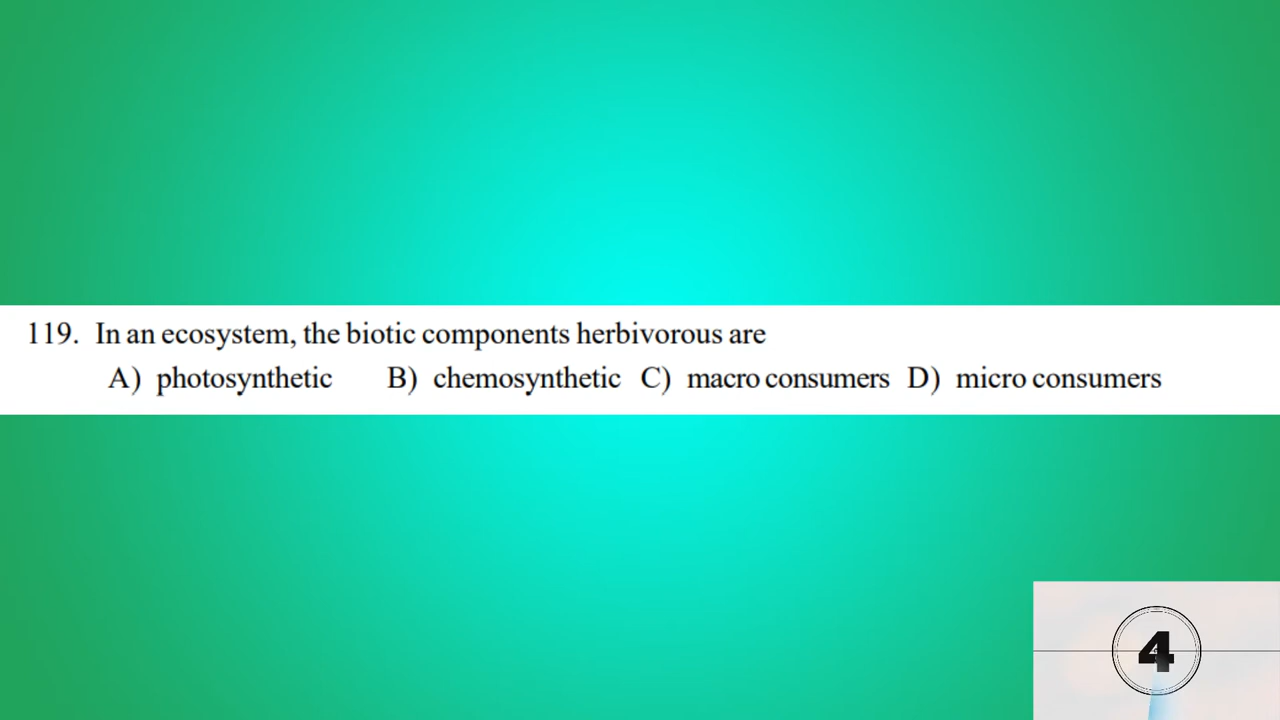 119. In an ecosystem, the biotic components herbivorous are
A) photosynthetic B) chemosynthetic C) macro consumers D) micro consumers
4